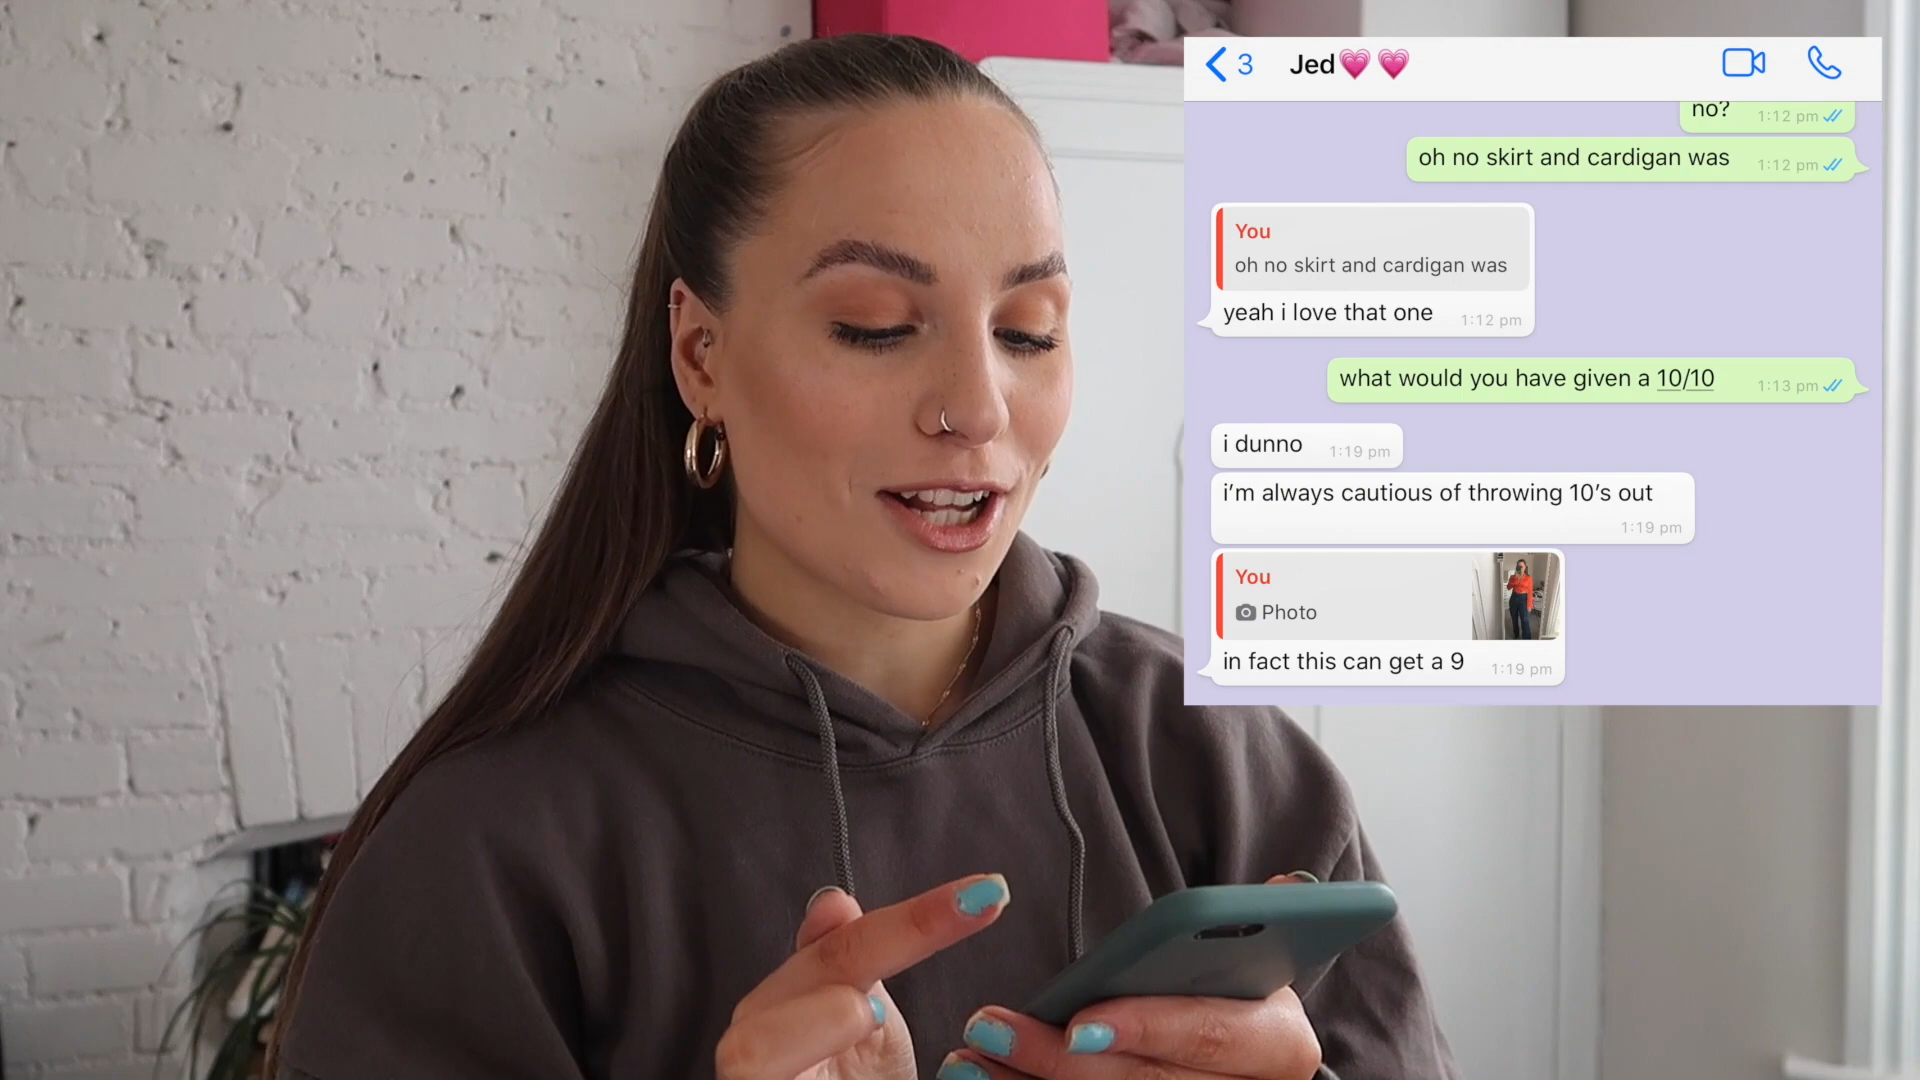 3 Jed💗💗
no? 1:12 pm
oh no skirt and cardigan was 1:12 pm
You
oh no skirt and cardigan was
yeah i love that one 1:12 pm
what would you have given a 10/10 1:13 pm
i dunno 1:19 pm
i’m always cautious of throwing 10’s out
1:19 pm
You
Photo
in fact this can get a 9 1:19 pm